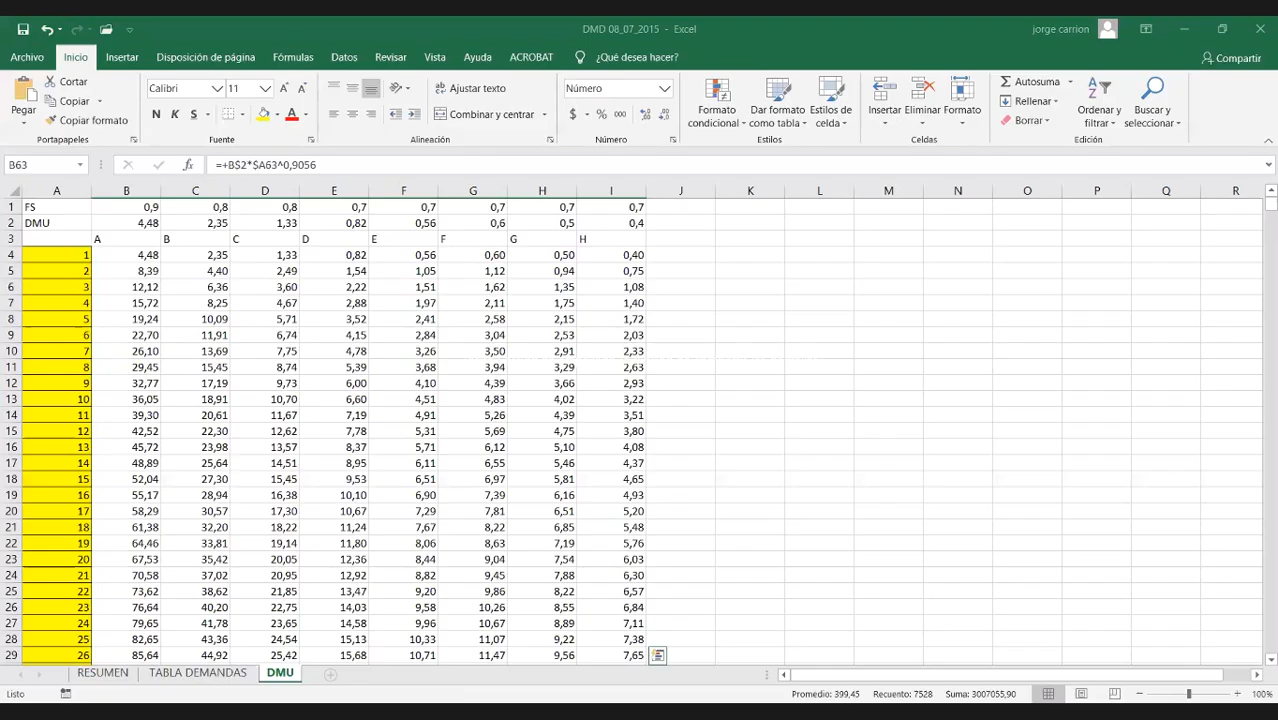 DMD 08_07_2015 - Excel
jorge carrion
Archivo Inicio Insertar Disposición de página Fórmulas Datos Revisar Vista Ayuda ACROBAT ¿Qué desea hacer? Compartir
Pegar
Cortar
Copiar
Copiar formato
Portapapeles
Calibri 11
N K S
Fuente
Ajustar texto
Combinar y centrar
Alineación
Número
$ % 000
Número
Formato condicional
Dar formato como tabla
Estilos de celda
Estilos
Insertar Eliminar Formato
Celdas
Autosuma
Rellenar
Borrar
Ordenar y filtrar
Buscar y seleccionar
Edición
B63 fx =+B$2*$A63^0,9056
A B C D E F G H I J K L M N O P Q R
1 FS 0,9 0,8 0,8 0,7 0,7 0,7 0,7 0,7
2 DMU 4,48 2,35 1,33 0,82 0,56 0,6 0,5 0,4
3 A B C D E F G H
4 1 4,48 2,35 1,33 0,82 0,56 0,60 0,50 0,40
5 2 8,39 4,40 2,49 1,54 1,05 1,12 0,94 0,75
6 3 12,12 6,36 3,60 2,22 1,51 1,62 1,35 1,08
7 4 15,72 8,25 4,67 2,88 1,97 2,11 1,75 1,40
8 5 19,24 10,09 5,71 3,52 2,41 2,58 2,15 1,72
9 6 22,70 11,91 6,74 4,15 2,84 3,04 2,53 2,03
10 7 26,10 13,69 7,75 4,78 3,26 3,50 2,91 2,33
11 8 29,45 15,45 8,74 5,39 3,68 3,94 3,29 2,63
12 9 32,77 17,19 9,73 6,00 4,10 4,39 3,66 2,93
13 10 36,05 18,91 10,70 6,60 4,51 4,83 4,02 3,22
14 11 39,30 20,61 11,67 7,19 4,91 5,26 4,39 3,51
15 12 42,52 22,30 12,62 7,78 5,31 5,69 4,75 3,80
16 13 45,72 23,98 13,57 8,37 5,71 6,12 5,10 4,08
17 14 48,89 25,64 14,51 8,95 6,11 6,55 5,46 4,37
18 15 52,04 27,30 15,45 9,53 6,51 6,97 5,81 4,65
19 16 55,17 28,94 16,38 10,10 6,90 7,39 6,16 4,93
20 17 58,29 30,57 17,30 10,67 7,29 7,81 6,51 5,20
21 18 61,38 32,20 18,22 11,24 7,67 8,22 6,85 5,48
22 19 64,46 33,81 19,14 11,80 8,06 8,63 7,19 5,76
23 20 67,53 35,42 20,05 12,36 8,44 9,04 7,54 6,03
24 21 70,58 37,02 20,95 12,92 8,82 9,45 7,88 6,30
25 22 73,62 38,62 21,85 13,47 9,20 9,86 8,22 6,57
26 23 76,64 40,20 22,75 14,03 9,58 10,26 8,55 6,84
27 24 79,65 41,78 23,65 14,58 9,96 10,67 8,89 7,11
28 25 82,65 43,36 24,54 15,13 10,33 11,07 9,22 7,38
29 26 85,64 44,92 25,42 15,68 10,71 11,47 9,56 7,65
RESUMEN TABLA DEMANDAS DMU
Listo Promedio: 399,45 Recuento: 7528 Suma: 3007055,90 100%